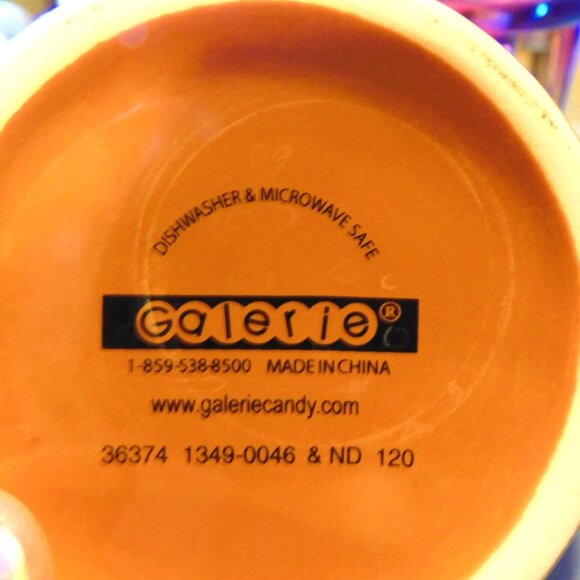 DISHWASHER & MICROWAVE SAFE
Galerie®
1-859-538-8500 MADE IN CHINA
www.galeriecandy.com
36374 1349-0046 & ND 120